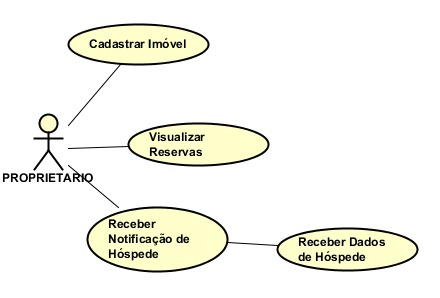 Cadastrar Imóvel
Visualizar
Reservas
PROPRIETARIO
Receber
Notificação de
Hóspede
Receber Dados
de Hóspede